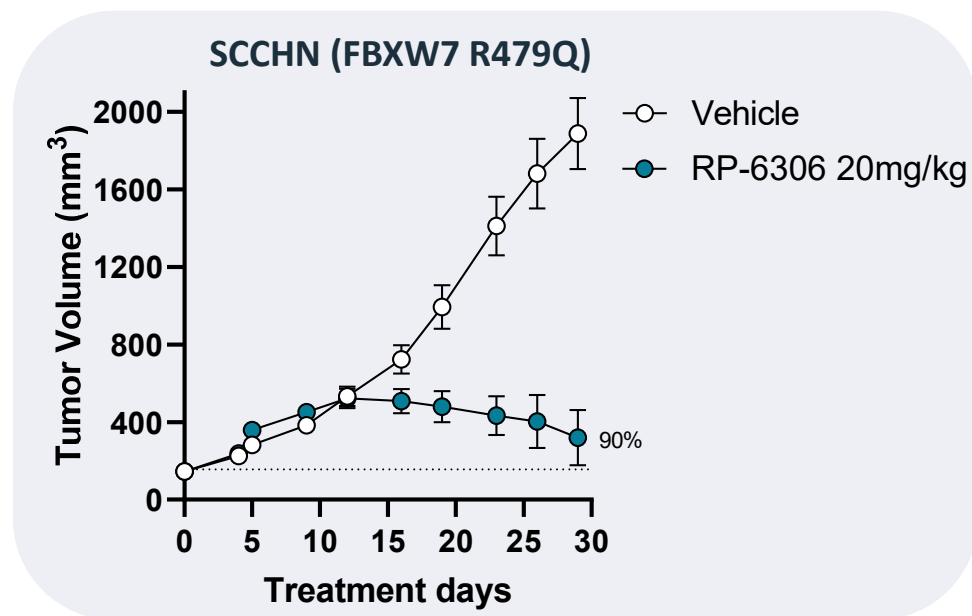 SCCHN (FBXW7 R479Q)
Vehicle
RP-6306 20mg/kg
Tumor Volume (mm³)
2000
1600
1200
800
400
0
90%
0 5 10 15 20 25 30
Treatment days